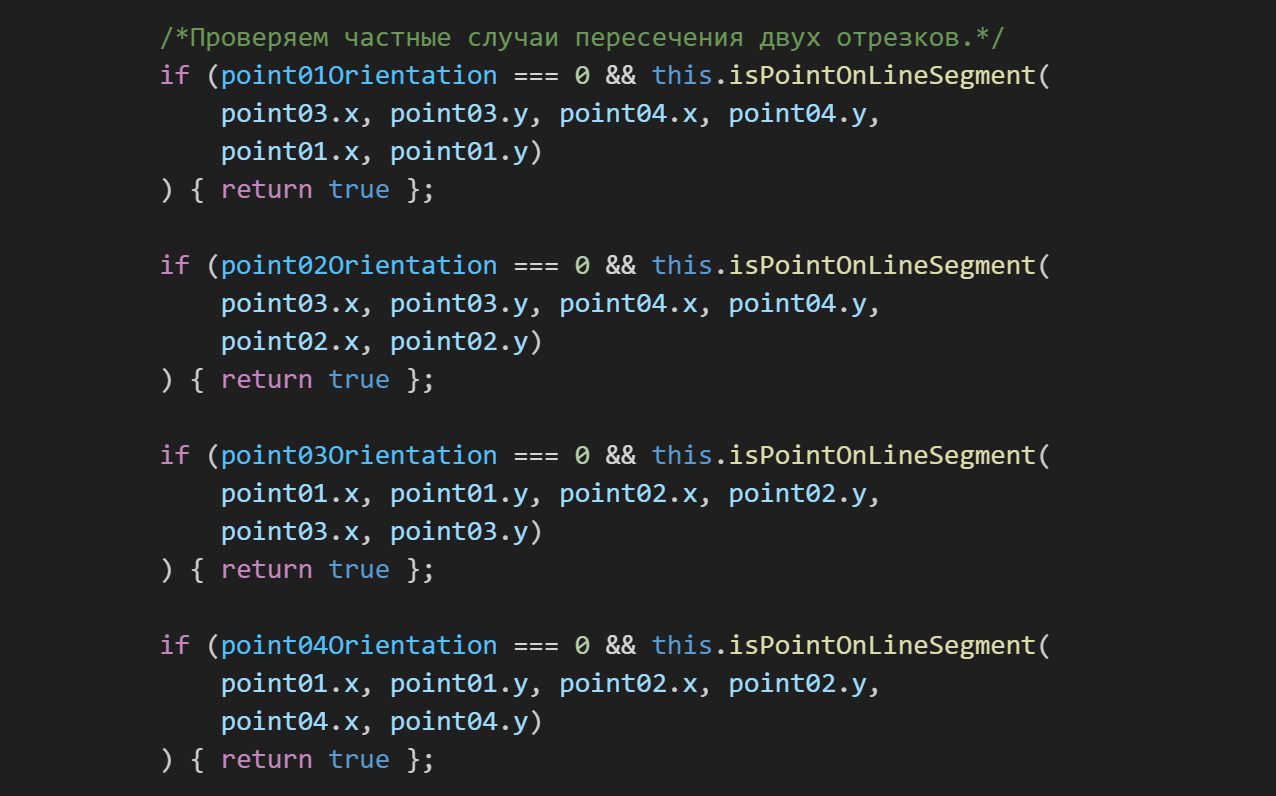 /*Проверяем частные случаи пересечения двух отрезков.*/
if (point01Orientation === 0 && this.isPointOnLineSegment(
    point03.x, point03.y, point04.x, point04.y,
    point01.x, point01.y)
) { return true };

if (point02Orientation === 0 && this.isPointOnLineSegment(
    point03.x, point03.y, point04.x, point04.y,
    point02.x, point02.y)
) { return true };

if (point03Orientation === 0 && this.isPointOnLineSegment(
    point01.x, point01.y, point02.x, point02.y,
    point03.x, point03.y)
) { return true };

if (point04Orientation === 0 && this.isPointOnLineSegment(
    point01.x, point01.y, point02.x, point02.y,
    point04.x, point04.y)
) { return true };